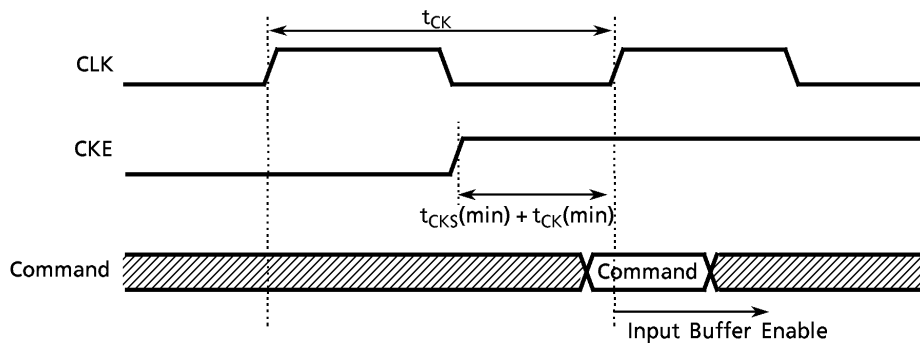 tCK
CLK
CKE
tCKS(min) + tCK(min)
Command
Command
Input Buffer Enable